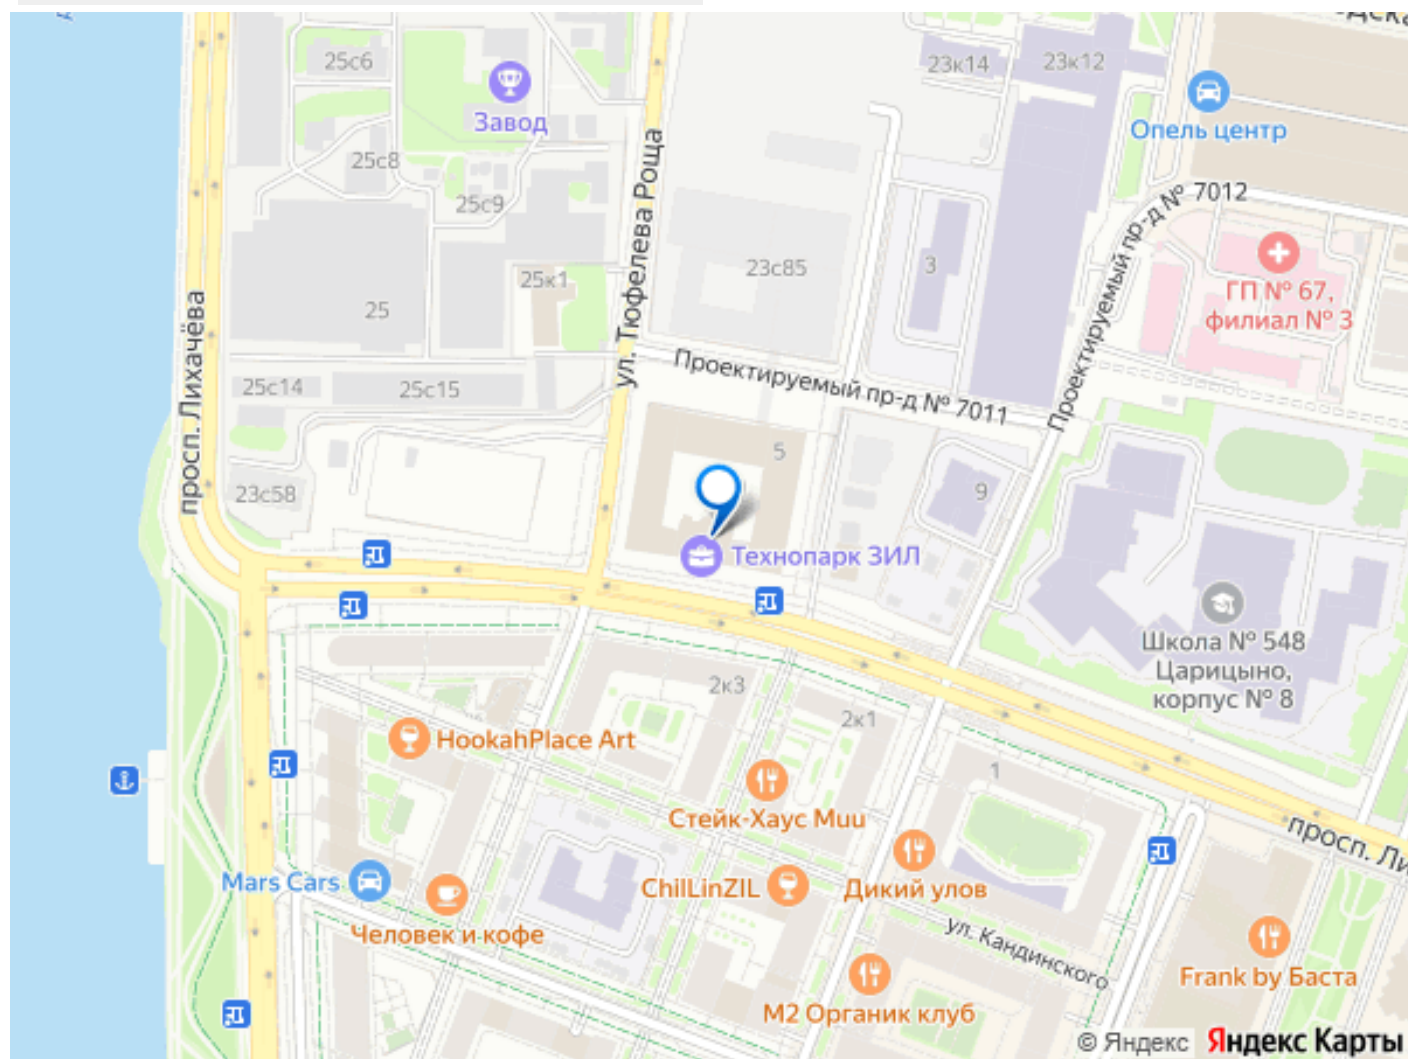 25с6
Завод
25с8
25с9
25к1
25
25с14
25с15
23с58
просп. Лихачёва
ул. Тюфелева Роща
23к14
23к12
Опель центр
Проектируемый пр-д № 7012
23с85
3
ГП № 67,
филиал № 3
Проектируемый пр-д № 7011
5
9
Технопарк ЗИЛ
Школа № 548
Царицыно,
корпус № 8
2к3
2к1
1
HookahPlace Art
Стейк-Хаус Muu
Mars Cars
ChillLinZIL
Дикий улов
Человек и кофе
ул. Кандинского
М2 Органик клуб
Frank by Баста
просп. Ли
© Яндекс Яндекс Карты